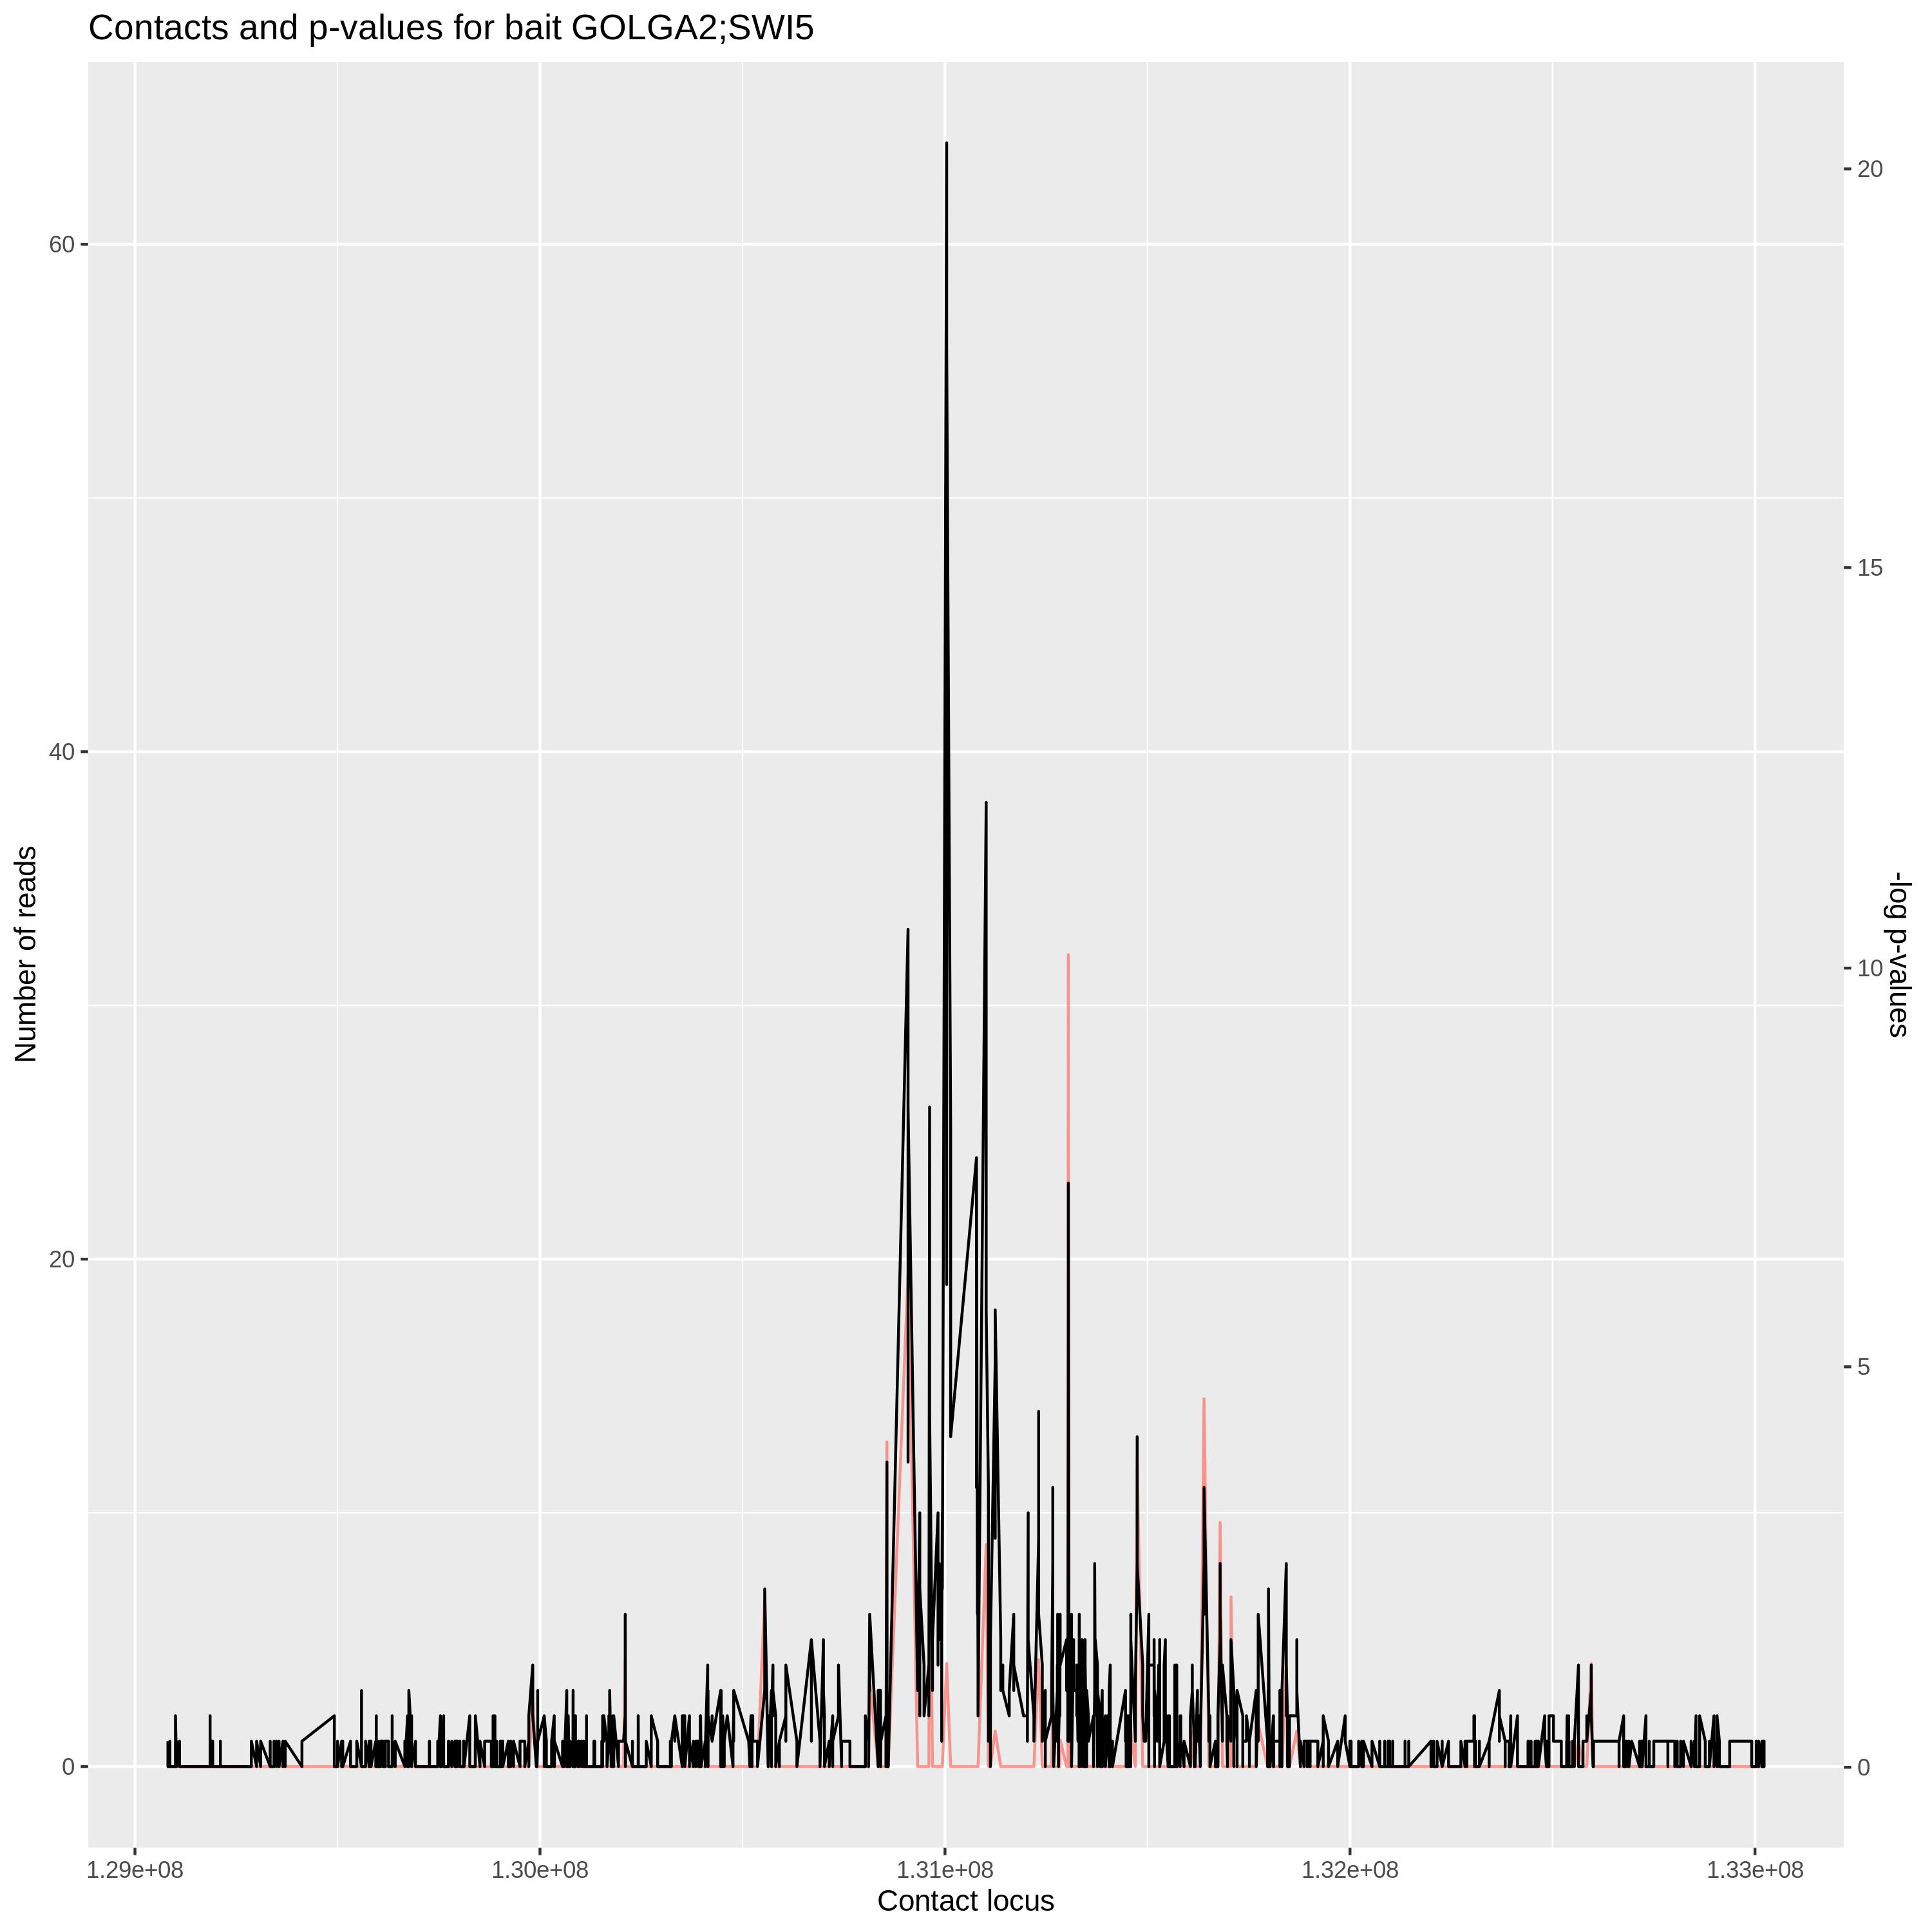 Contacts and p-values for bait GOLGA2;SWI5
Number of reads
60
40
20
0
20
15
10
5
0
-log p-values
1.29e+08
1.30e+08
1.31e+08
1.32e+08
1.33e+08
Contact locus